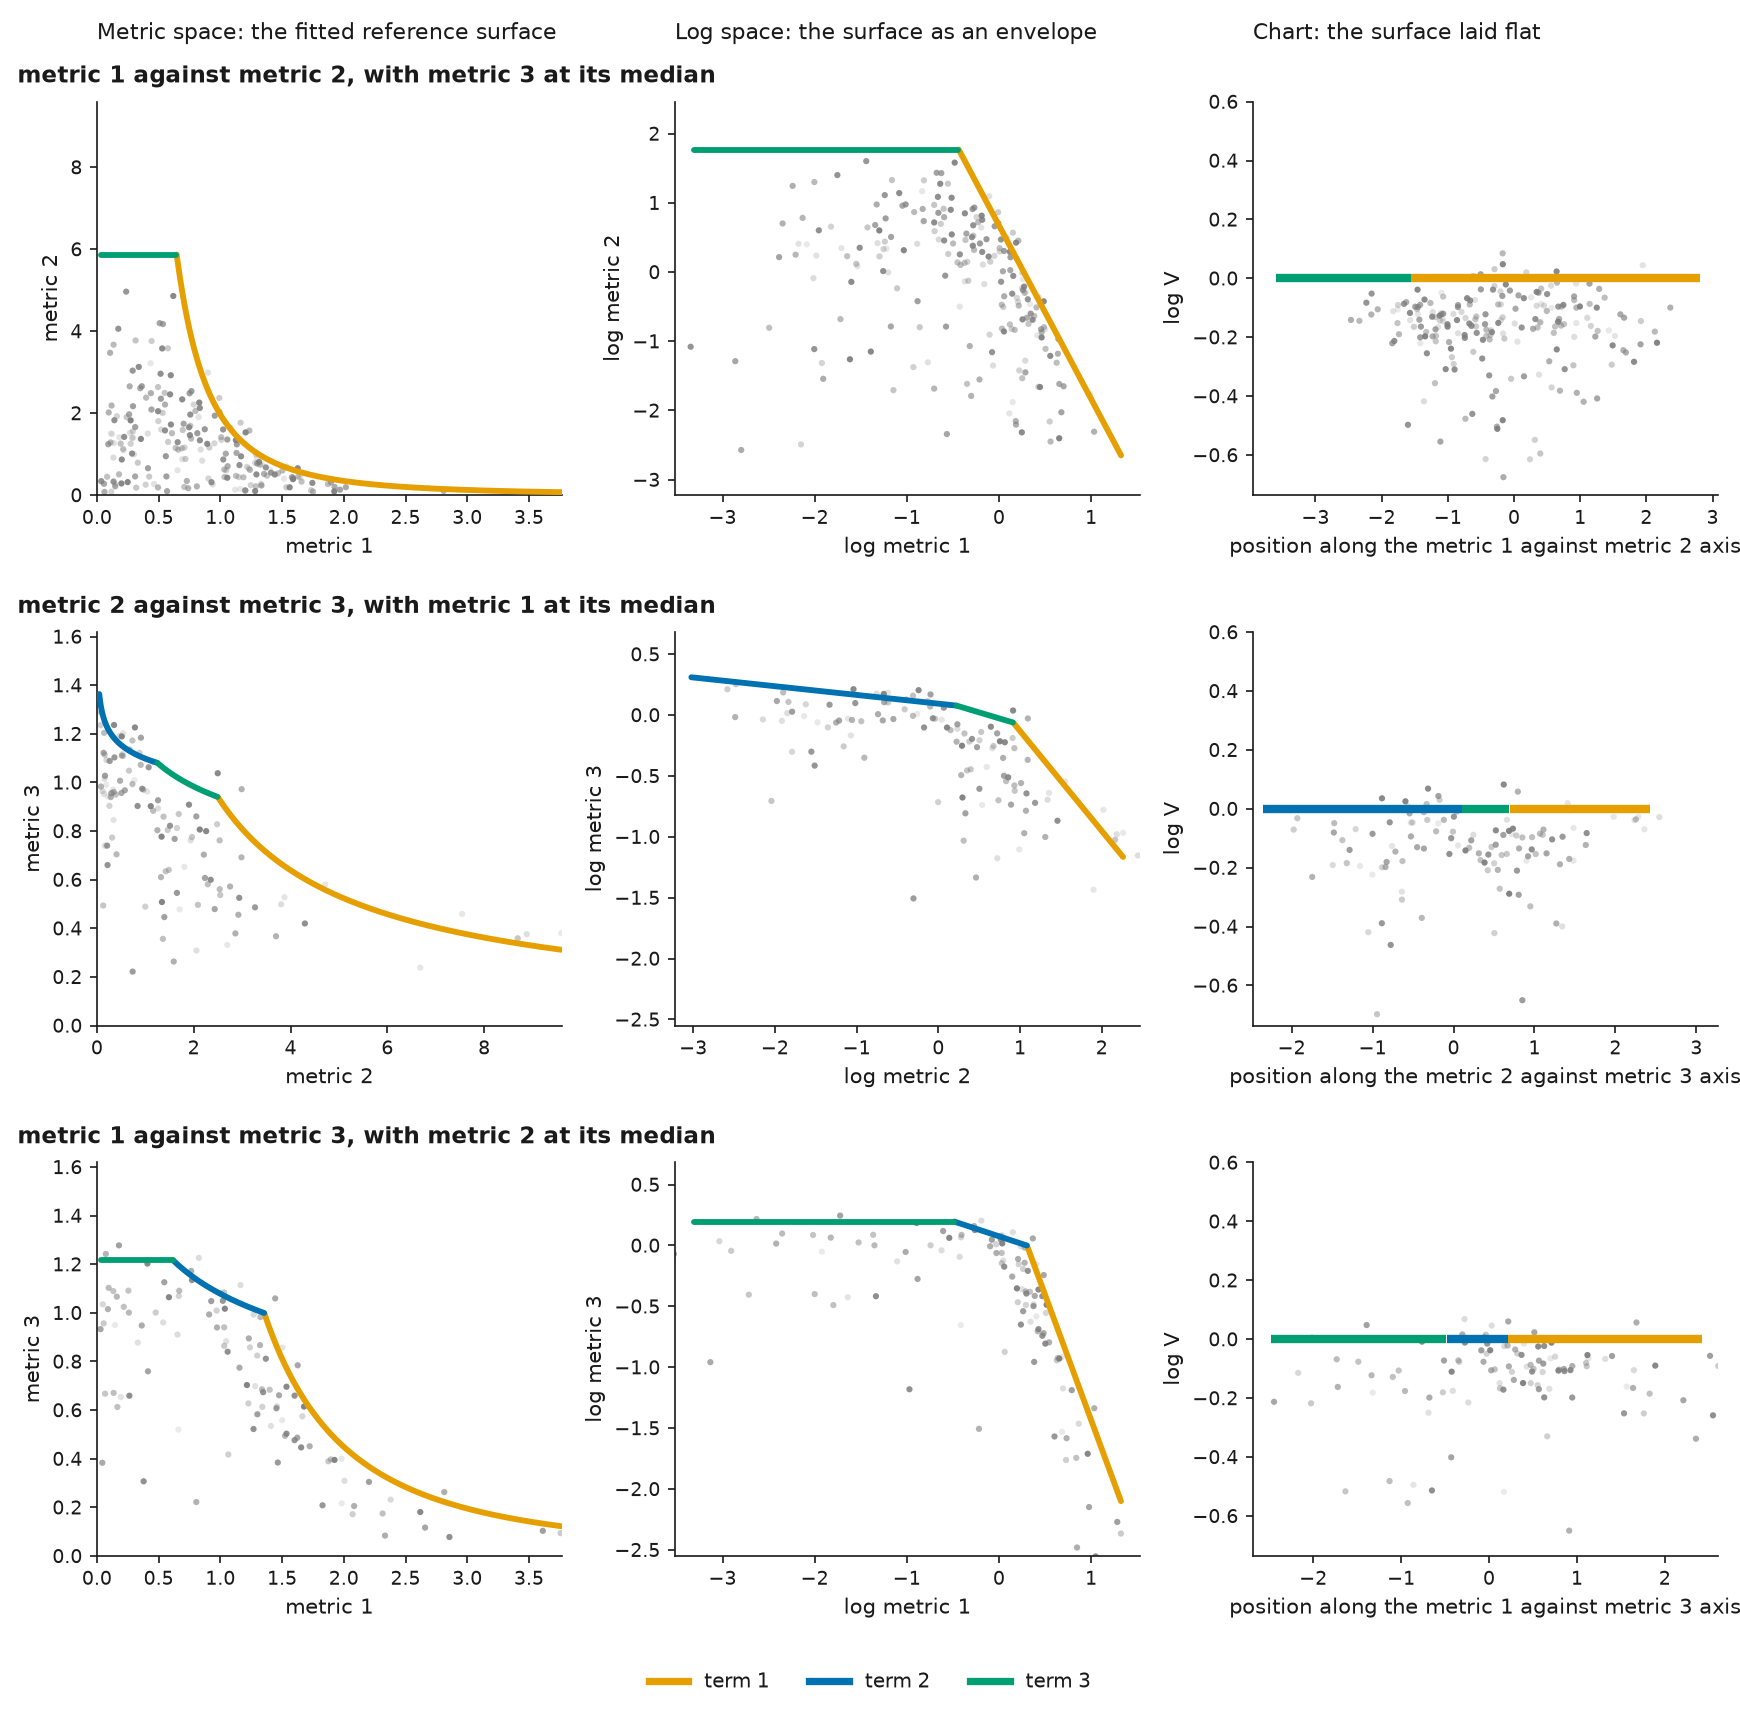 Metric space: the fitted reference surface
Log space: the surface as an envelope
Chart: the surface laid flat
metric 1 against metric 2, with metric 3 at its median
metric 2
8
6
4
2
0
0.0 0.5 1.0 1.5 2.0 2.5 3.0 3.5
metric 1
log metric 2
2
1
0
−1
−2
−3
−3 −2 −1 0 1
log metric 1
log V
0.6
0.4
0.2
0.0
−0.2
−0.4
−0.6
−3 −2 −1 0 1 2 3
position along the metric 1 against metric 2 axis
metric 2 against metric 3, with metric 1 at its median
metric 3
1.6
1.4
1.2
1.0
0.8
0.6
0.4
0.2
0.0
0 2 4 6 8
metric 2
log metric 3
0.5
0.0
−0.5
−1.0
−1.5
−2.0
−2.5
−3 −2 −1 0 1 2
log metric 2
log V
0.6
0.4
0.2
0.0
−0.2
−0.4
−0.6
−2 −1 0 1 2 3
position along the metric 2 against metric 3 axis
metric 1 against metric 3, with metric 2 at its median
metric 3
1.6
1.4
1.2
1.0
0.8
0.6
0.4
0.2
0.0
0.0 0.5 1.0 1.5 2.0 2.5 3.0 3.5
metric 1
log metric 3
0.5
0.0
−0.5
−1.0
−1.5
−2.0
−2.5
−3 −2 −1 0 1
log metric 1
log V
0.6
0.4
0.2
0.0
−0.2
−0.4
−0.6
−2 −1 0 1 2
position along the metric 1 against metric 3 axis
term 1 term 2 term 3